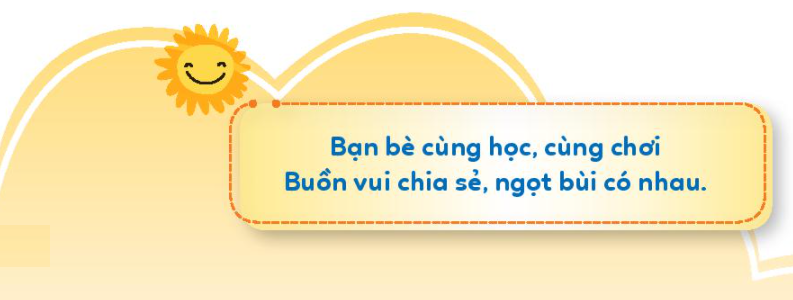 Bạn bè cùng học, cùng chơi
Buồn vui chia sẻ, ngọt bùi có nhau.